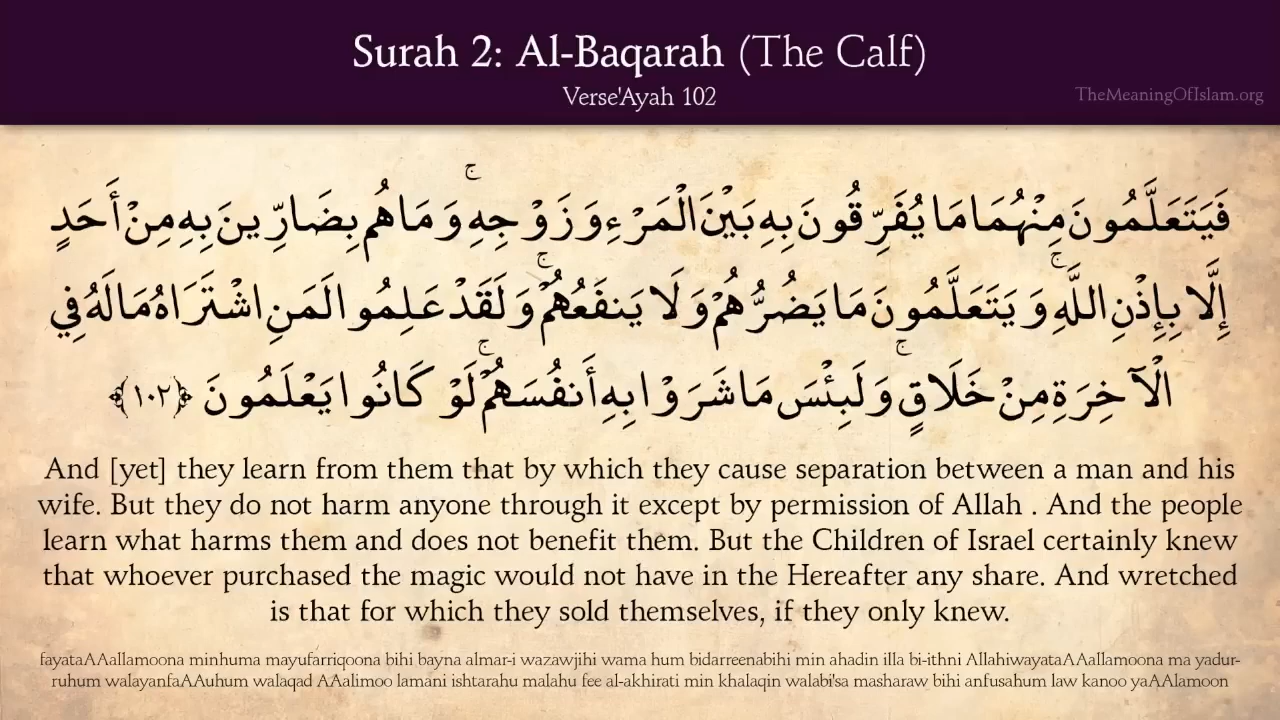 Surah 2: Al-Baqarah (The Calf)
Verse'Ayah 102
TheMeaningOfIslam.org
فَيَتَعَلَّمُونَ مِنْهُمَا مَا يُفَرِّقُونَ بِهِ بَيْنَ الْمَرْءِ وَزَوْجِهِ ۚ وَمَا هُم بِضَارِّينَ بِهِ مِنْ أَحَدٍ
إِلَّا بِإِذْنِ اللَّهِ ۚ وَيَتَعَلَّمُونَ مَا يَضُرُّهُمْ وَلَا يَنفَعُهُمْ ۚ وَلَقَدْ عَلِمُوا لَمَنِ اشْتَرَاهُ مَا لَهُ فِي
الْآخِرَةِ مِنْ خَلَاقٍ ۚ وَلَبِئْسَ مَا شَرَوْا بِهِ أَنفُسَهُمْ ۚ لَوْ كَانُوا يَعْلَمُونَ ﴿١٠٢﴾
And [yet] they learn from them that by which they cause separation between a man and his
wife. But they do not harm anyone through it except by permission of Allah . And the people
learn what harms them and does not benefit them. But the Children of Israel certainly knew
that whoever purchased the magic would not have in the Hereafter any share. And wretched
is that for which they sold themselves, if they only knew.
fayataAAallamoona minhuma mayufarriqoona bihi bayna almar-i wazawjihi wama hum bidarreenabihi min ahadin illa bi-ithni AllahiwayataAAallamoona ma yadur-
ruhum walayanfaAAuhum walaqad AAalimoo lamani ishtarahu malahu fee al-akhirati min khalaqin walabi'sa masharaw bihi anfusahum law kanoo yaAAlamoon